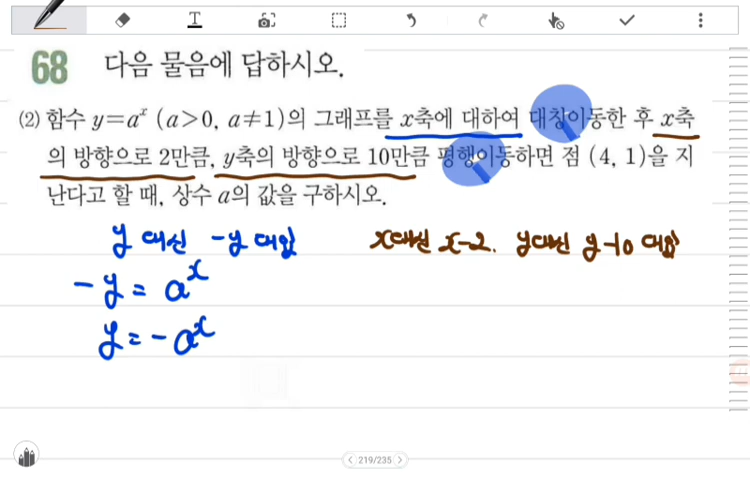 T
68 다음 물음에 답하시오.
(2) 함수 y=aˣ (a>0, a≠1)의 그래프를 x축에 대하여 대칭이동한 후 x축
의 방향으로 2만큼, y축의 방향으로 10만큼 평행이동하면 점 (4, 1)을 지
난다고 할 때, 상수 a의 값을 구하시오.
y 대신 -y 대입 x대신 x-2. y대신 y-10 대입
-y = aˣ
y = -aˣ
219/235